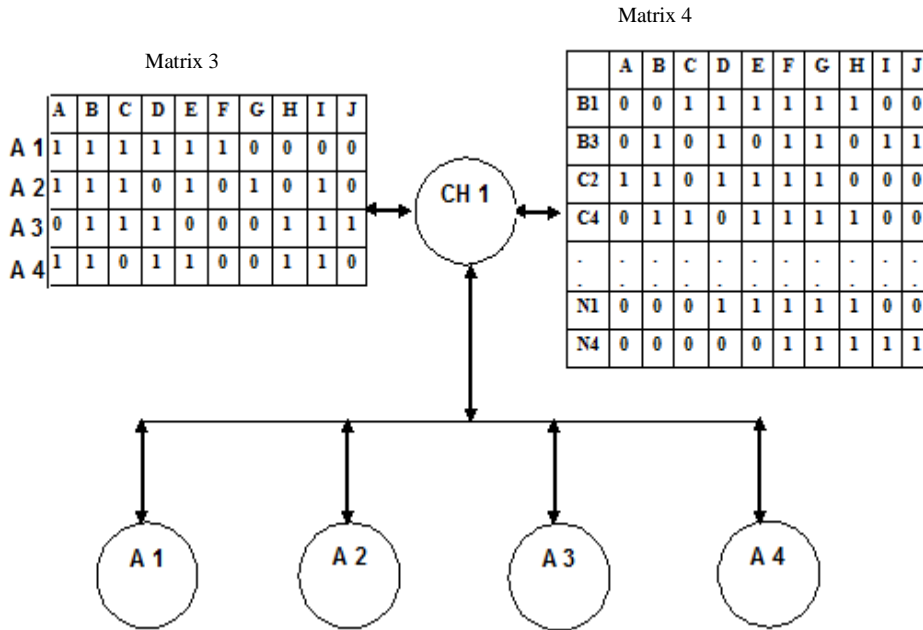 Matrix 3
A B C D E F G H I J
A 1 1 1 1 1 1 1 0 0 0 0
A 2 1 1 1 0 1 0 1 0 1 0
A 3 0 1 1 1 0 0 0 1 1 1
A 4 1 1 0 1 1 0 0 1 1 0
CH 1
Matrix 4
A B C D E F G H I J
B1 0 0 1 1 1 1 1 1 0 0
B3 0 1 0 1 0 1 1 0 1 1
C2 1 1 0 1 1 1 1 0 0 0
C4 0 1 1 0 1 1 1 1 0 0
. . . . . . . . . . .
. . . . . . . . . . .
N1 0 0 0 1 1 1 1 1 0 0
N4 0 0 0 0 0 1 1 1 1 1
A 1
A 2
A 3
A 4